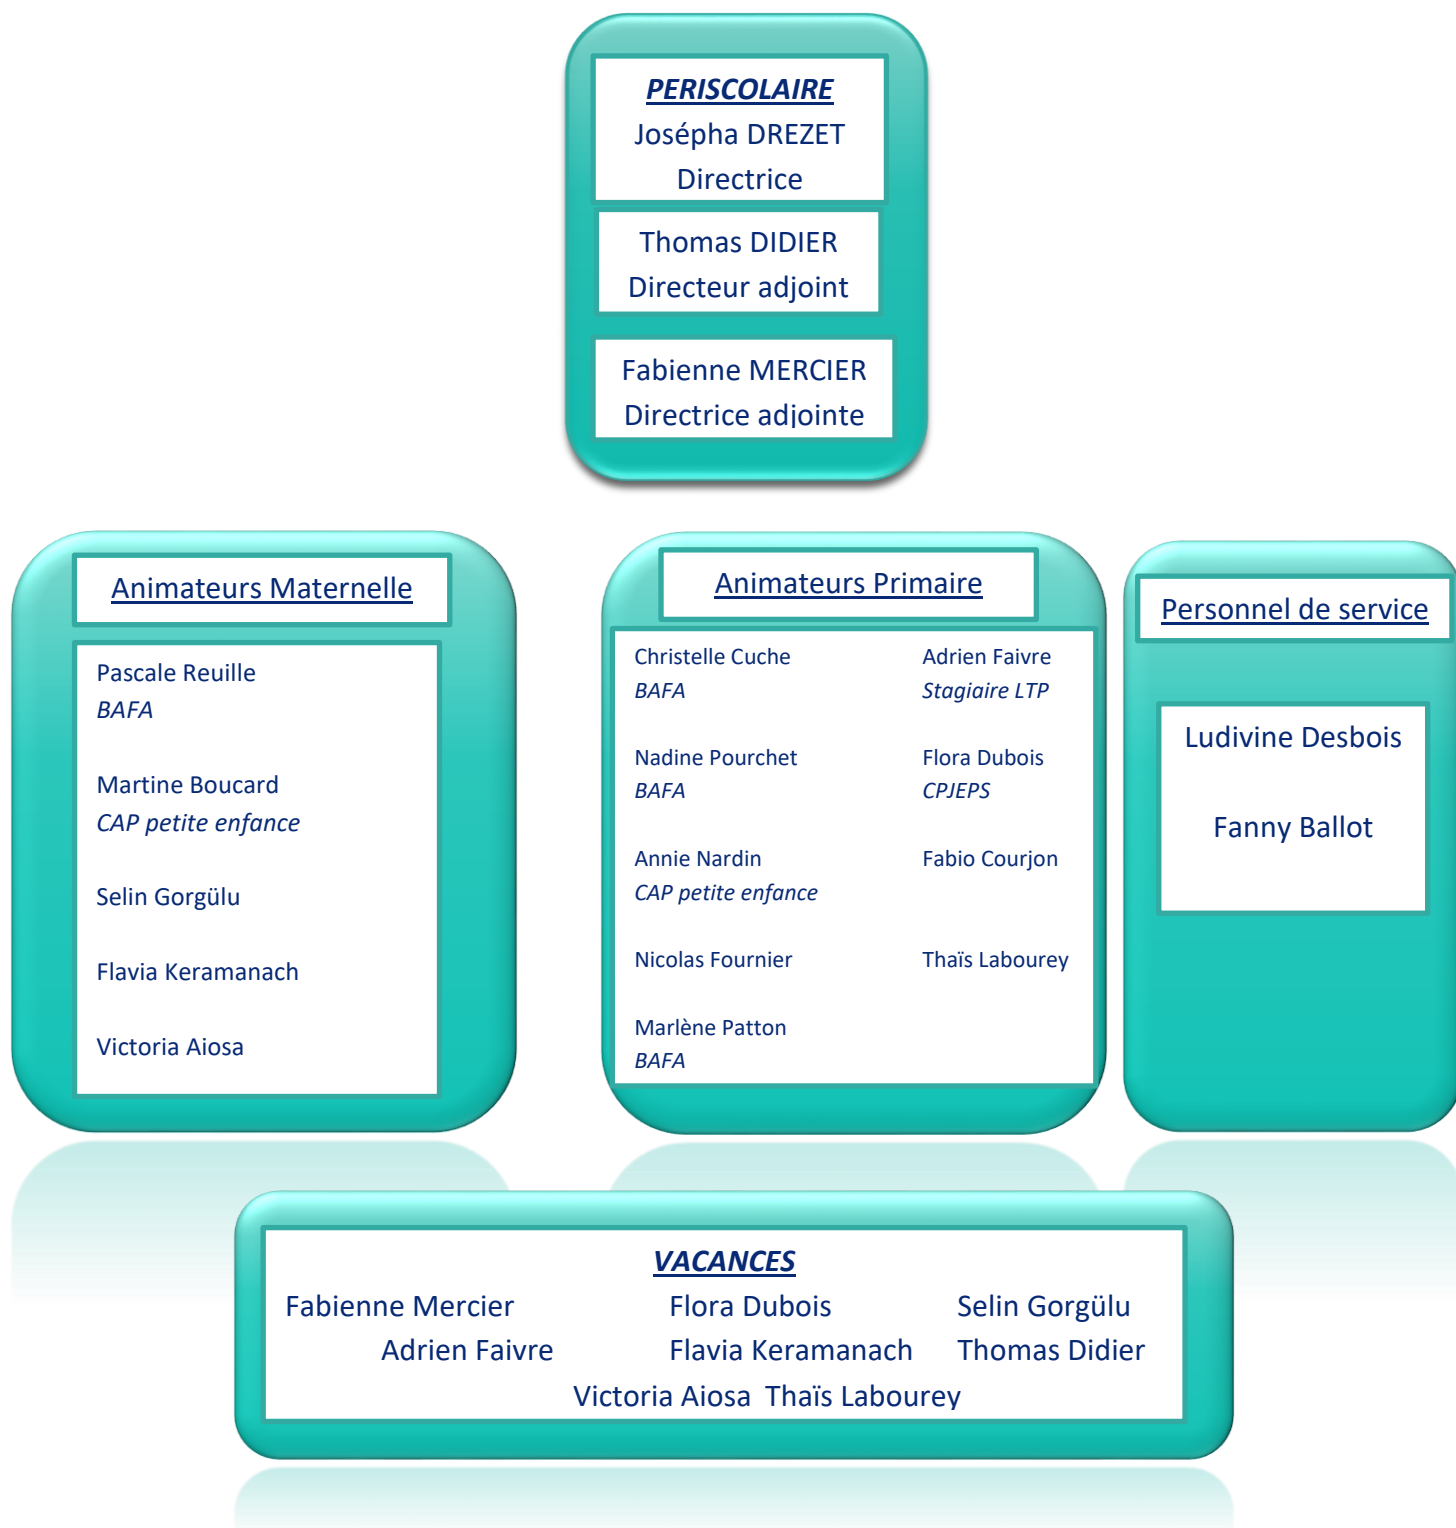 PERISCOLAIRE
Josépha DREZET
Directrice
Thomas DIDIER
Directeur adjoint
Fabienne MERCIER
Directrice adjointe
Animateurs Maternelle
Pascale Reuille
BAFA
Martine Boucard
CAP petite enfance
Selin Gorgülu
Flavia Keramanach
Victoria Aiosa
Animateurs Primaire
Christelle Cuche Adrien Faivre
BAFA Stagiaire LTP
Nadine Pourchet Flora Dubois
BAFA CPJEPS
Annie Nardin Fabio Courjon
CAP petite enfance
Nicolas Fournier Thaïs Labourey
Marlène Patton
BAFA
Personnel de service
Ludivine Desbois
Fanny Ballot
VACANCES
Fabienne Mercier Flora Dubois Selin Gorgülu
Adrien Faivre Flavia Keramanach Thomas Didier
Victoria Aiosa Thaïs Labourey